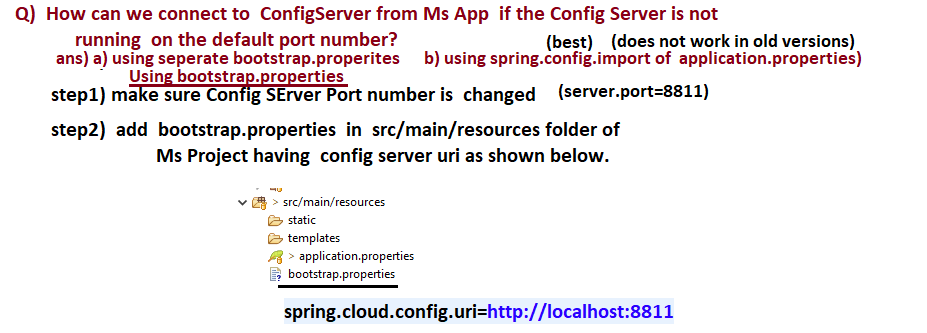 Q) How can we connect to ConfigServer from Ms App if the Config Server is not
running on the default port number?
(best) (does not work in old versions)
ans) a) using seperate bootstrap.properites b) using spring.config.import of application.properties)
Using bootstrap.properties
step1) make sure Config SErver Port number is changed (server.port=8811)
step2) add bootstrap.properties in src/main/resources folder of
Ms Project having config server uri as shown below.
> src/main/resources
static
templates
> application.properties
bootstrap.properties
spring.cloud.config.uri=http://localhost:8811